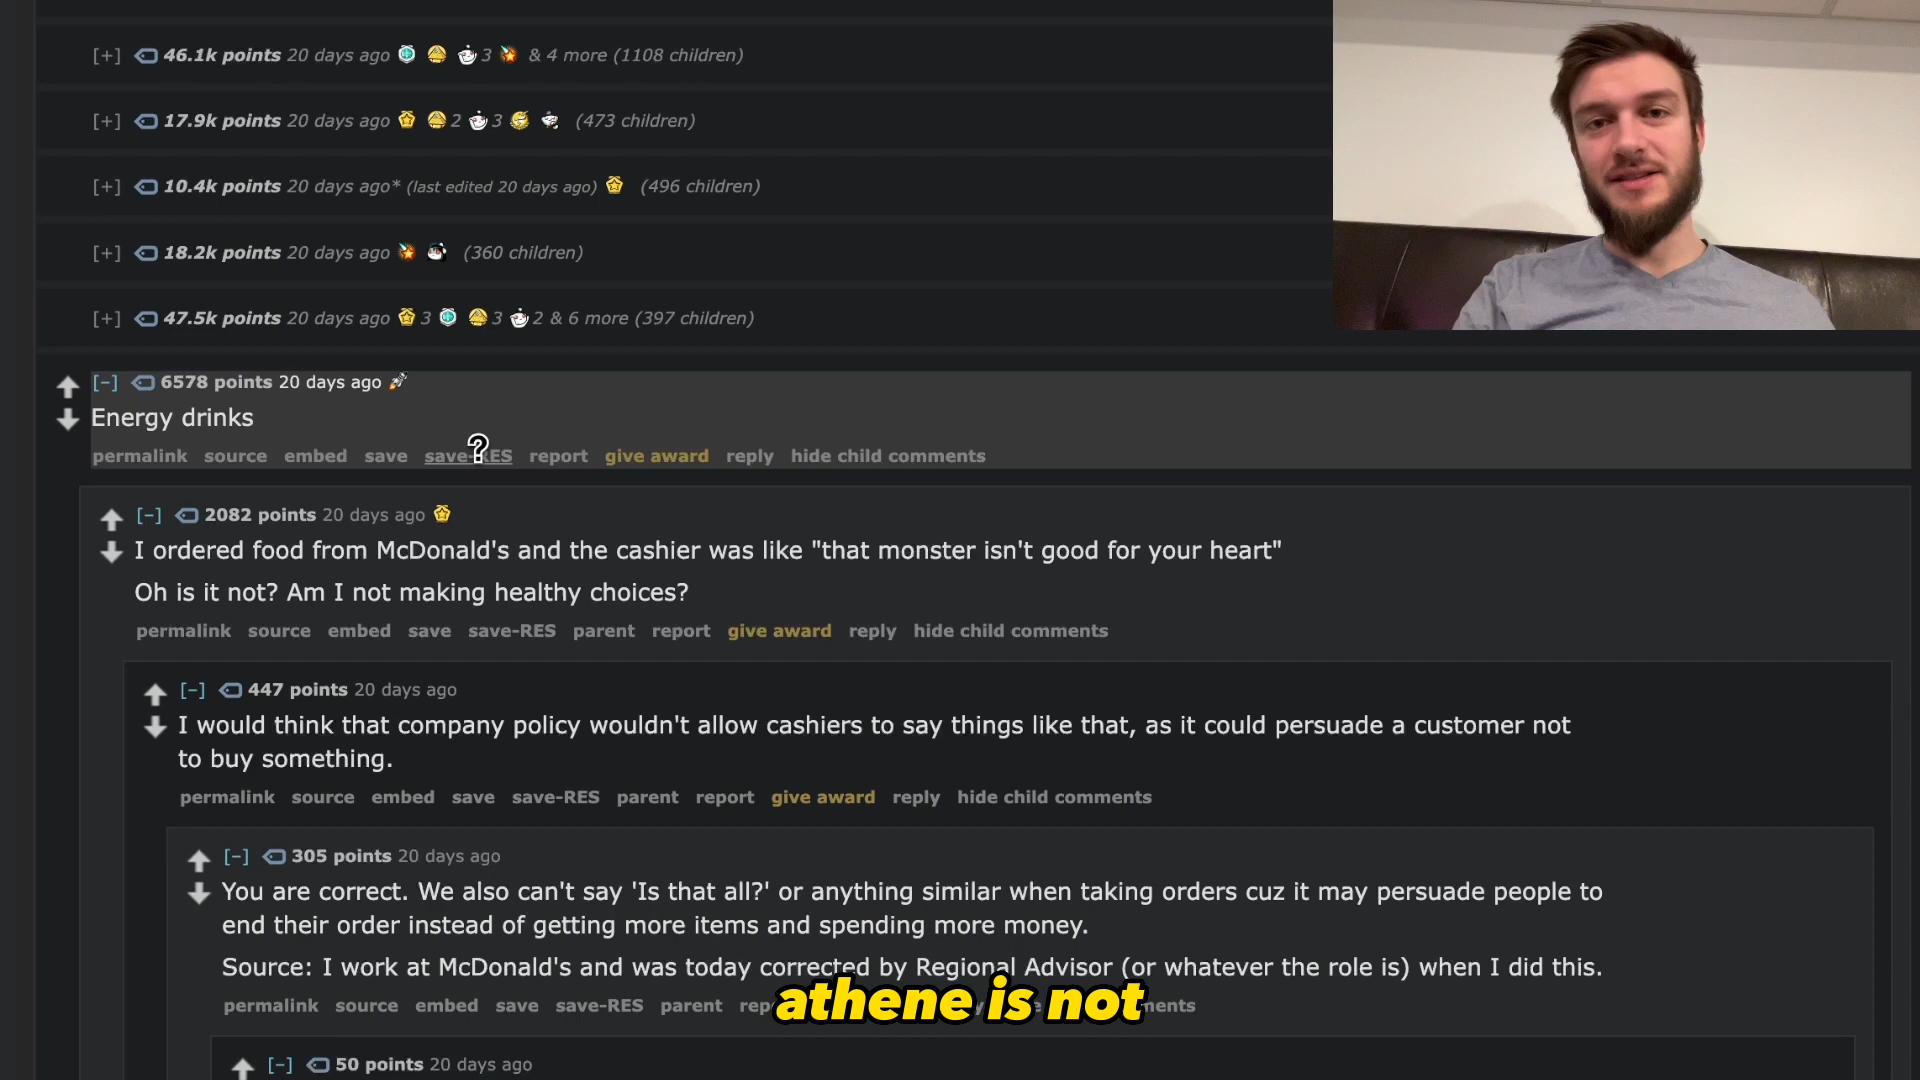 [+] 46.1k points 20 days ago 3 & 4 more (1108 children)
[+] 17.9k points 20 days ago 2 3 (473 children)
[+] 10.4k points 20 days ago* (last edited 20 days ago) (496 children)
[+] 18.2k points 20 days ago (360 children)
[+] 47.5k points 20 days ago 3 3 2 & 6 more (397 children)
[−] 6578 points 20 days ago
Energy drinks
permalink source embed save save-RES report give award reply hide child comments
[−] 2082 points 20 days ago
I ordered food from McDonald's and the cashier was like "that monster isn't good for your heart"
Oh is it not? Am I not making healthy choices?
permalink source embed save save-RES parent report give award reply hide child comments
[−] 447 points 20 days ago
I would think that company policy wouldn't allow cashiers to say things like that, as it could persuade a customer not
to buy something.
permalink source embed save save-RES parent report give award reply hide child comments
[−] 305 points 20 days ago
You are correct. We also can't say 'Is that all?' or anything similar when taking orders cuz it may persuade people to
end their order instead of getting more items and spending more money.
Source: I work at McDonald's and was today corrected by Regional Advisor (or whatever the role is) when I did this.
permalink source embed save save-RES parent
athene is not
[−] 50 points 20 days ago